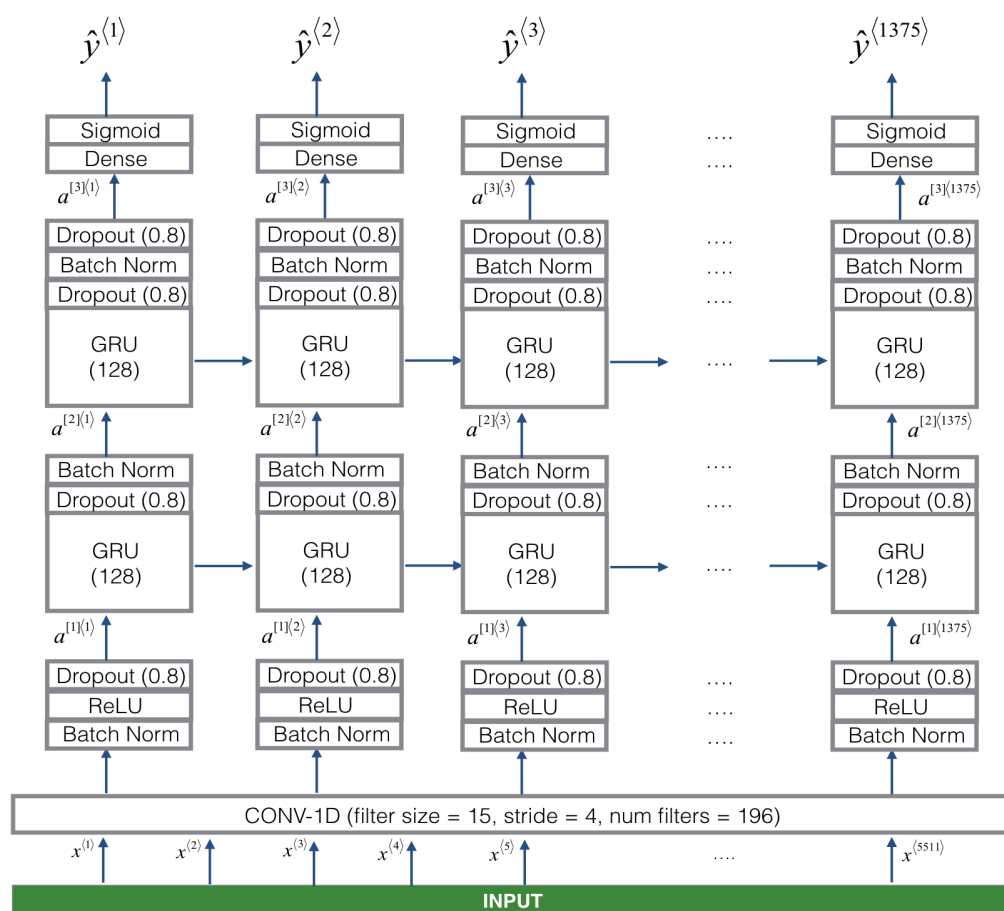 ŷ⟨1⟩ ŷ⟨2⟩ ŷ⟨3⟩ ŷ⟨1375⟩
Sigmoid Sigmoid Sigmoid .... Sigmoid
Dense Dense Dense .... Dense
a[3]⟨1⟩ a[3]⟨2⟩ a[3]⟨3⟩ a[3]⟨1375⟩
Dropout (0.8) Dropout (0.8) Dropout (0.8) .... Dropout (0.8)
Batch Norm Batch Norm Batch Norm .... Batch Norm
Dropout (0.8) Dropout (0.8) Dropout (0.8) .... Dropout (0.8)
GRU GRU GRU .... GRU
(128) (128) (128) (128)
a[2]⟨1⟩ a[2]⟨2⟩ a[2]⟨3⟩ a[2]⟨1375⟩
Batch Norm Batch Norm Batch Norm .... Batch Norm
Dropout (0.8) Dropout (0.8) Dropout (0.8) .... Dropout (0.8)
GRU GRU GRU .... GRU
(128) (128) (128) (128)
a[1]⟨1⟩ a[1]⟨2⟩ a[1]⟨3⟩ a[1]⟨1375⟩
Dropout (0.8) Dropout (0.8) Dropout (0.8) .... Dropout (0.8)
ReLU ReLU ReLU .... ReLU
Batch Norm Batch Norm Batch Norm .... Batch Norm
CONV-1D (filter size = 15, stride = 4, num filters = 196)
x⟨1⟩ x⟨2⟩ x⟨3⟩ x⟨4⟩ x⟨5⟩ .... x⟨5511⟩
INPUT